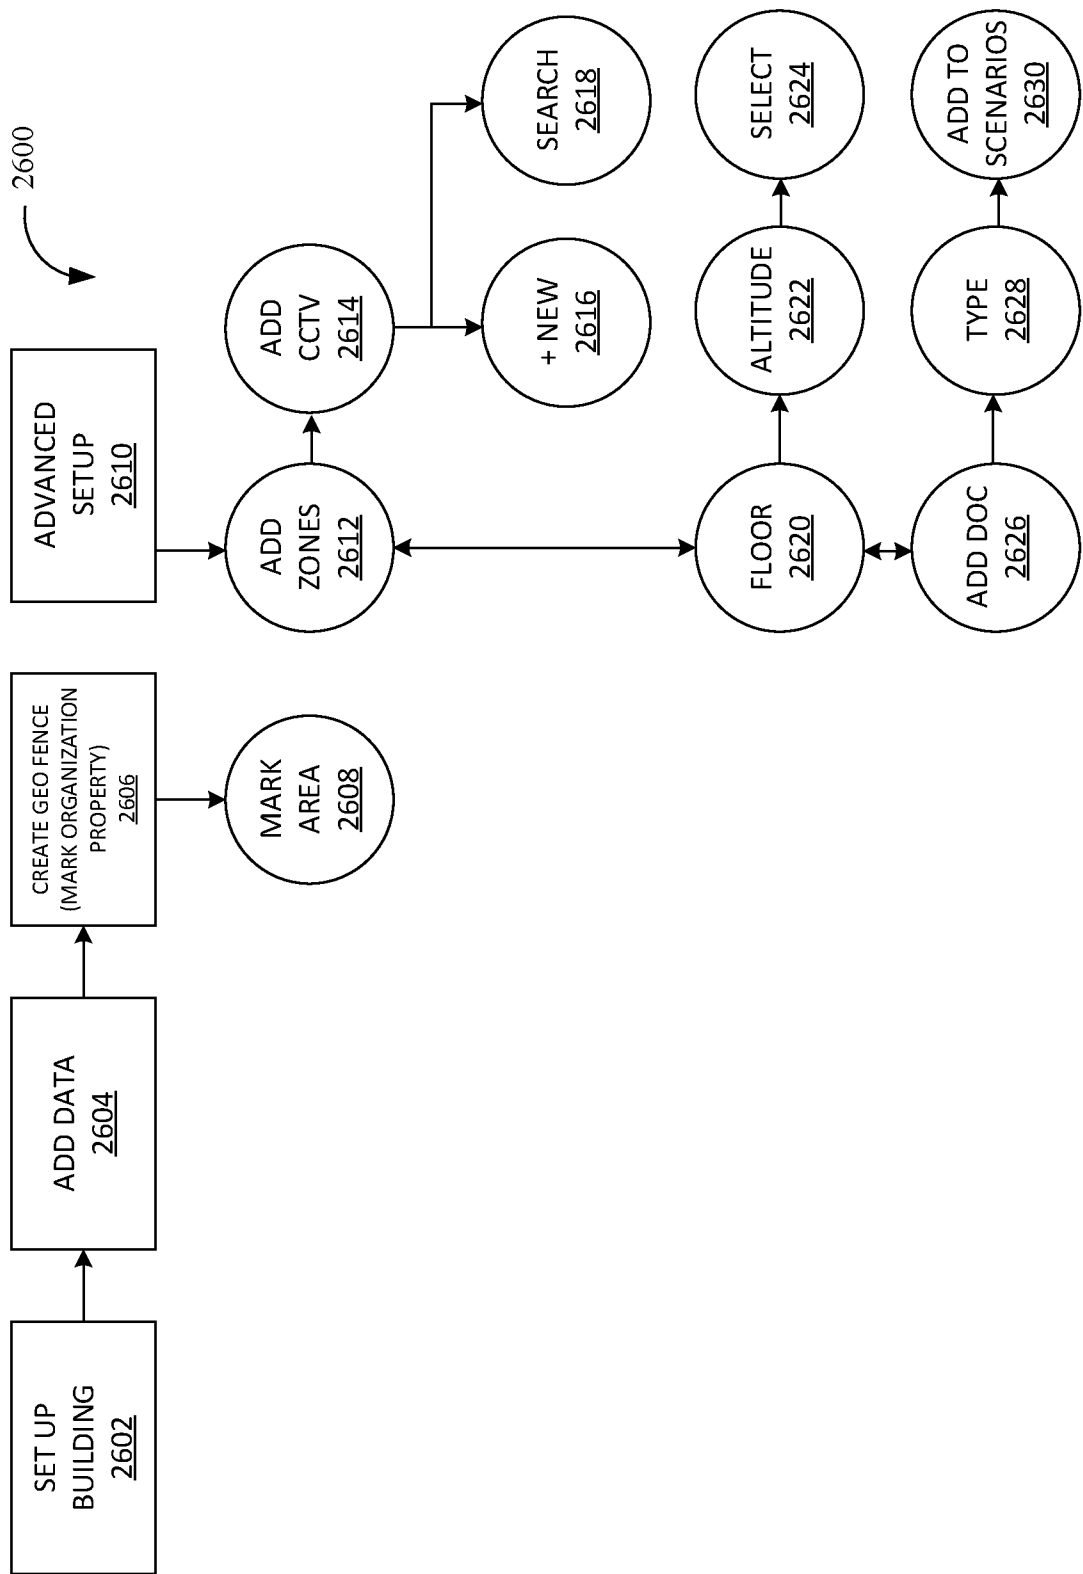 2600
SET UP
BUILDING
2602
ADD DATA
2604
CREATE GEO FENCE
(MARK ORGANIZATION
PROPERTY)
2606
ADVANCED
SETUP
2610
MARK
AREA
2608
ADD
ZONES
2612
ADD
CCTV
2614
+ NEW
2616
SEARCH
2618
FLOOR
2620
ALTITUDE
2622
SELECT
2624
ADD DOC
2626
TYPE
2628
ADD TO
SCENARIOS
2630